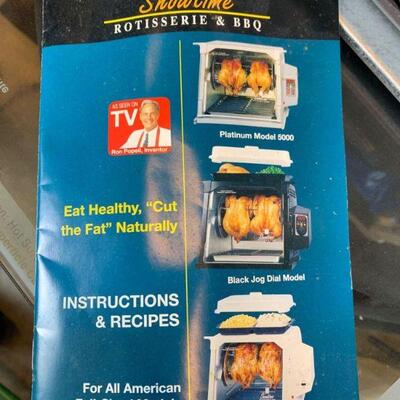 Showtime
ROTISSERIE & BBQ
AS SEEN ON
TV
Ron Popeil, Inventor
Platinum Model 5000
Eat Healthy, "Cut
the Fat" Naturally
Black Jog Dial Model
INSTRUCTIONS
& RECIPES
For All American